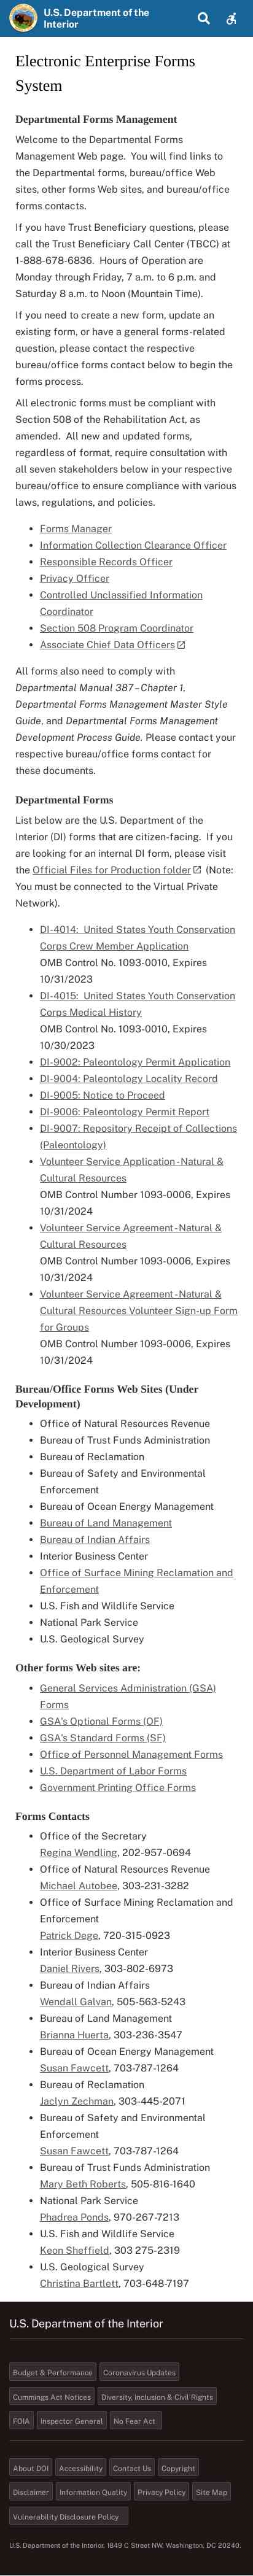 U.S. Department of the
Interior
Electronic Enterprise Forms
System
Departmental Forms Management
Welcome to the Departmental Forms
Management Web page.  You will find links to
the Departmental forms, bureau/office Web
sites, other forms Web sites, and bureau/office
forms contacts.
If you have Trust Beneficiary questions, please
call the Trust Beneficiary Call Center (TBCC) at
1-888-678-6836.  Hours of Operation are
Monday through Friday, 7 a.m. to 6 p.m. and
Saturday 8 a.m. to Noon (Mountain Time).
If you need to create a new form, update an
existing form, or have a general forms-related
question, please contact the respective
bureau/office forms contact below to begin the
forms process.
All electronic forms must be compliant with
Section 508 of the Rehabilitation Act, as
amended.  All new and updated forms,
regardless of format, require consultation with
all seven stakeholders below in your respective
bureau/office to ensure compliance with various
laws, regulations, and policies.
• Forms Manager
• Information Collection Clearance Officer
• Responsible Records Officer
• Privacy Officer
• Controlled Unclassified Information
Coordinator
• Section 508 Program Coordinator
• Associate Chief Data Officers
All forms also need to comply with
Departmental Manual 387 – Chapter 1,
Departmental Forms Management Master Style
Guide, and Departmental Forms Management
Development Process Guide. Please contact your
respective bureau/office forms contact for
these documents.
Departmental Forms
List below are the U.S. Department of the
Interior (DI) forms that are citizen-facing.  If you
are looking for an internal DI form, please visit
the Official Files for Production folder (Note:
You must be connected to the Virtual Private
Network).
• DI-4014:  United States Youth Conservation
Corps Crew Member Application
OMB Control No. 1093-0010, Expires
10/31/2023
• DI-4015:  United States Youth Conservation
Corps Medical History
OMB Control No. 1093-0010, Expires
10/30/2023
• DI-9002: Paleontology Permit Application
• DI-9004: Paleontology Locality Record
• DI-9005: Notice to Proceed
• DI-9006: Paleontology Permit Report
• DI-9007: Repository Receipt of Collections
(Paleontology)
• Volunteer Service Application - Natural &
Cultural Resources
OMB Control Number 1093-0006, Expires
10/31/2024
• Volunteer Service Agreement - Natural &
Cultural Resources
OMB Control Number 1093-0006, Expires
10/31/2024
• Volunteer Service Agreement - Natural &
Cultural Resources Volunteer Sign-up Form
for Groups
OMB Control Number 1093-0006, Expires
10/31/2024
Bureau/Office Forms Web Sites (Under
Development)
• Office of Natural Resources Revenue
• Bureau of Trust Funds Administration
• Bureau of Reclamation
• Bureau of Safety and Environmental
Enforcement
• Bureau of Ocean Energy Management
• Bureau of Land Management
• Bureau of Indian Affairs
• Interior Business Center
• Office of Surface Mining Reclamation and
Enforcement
• U.S. Fish and Wildlife Service
• National Park Service
• U.S. Geological Survey
Other forms Web sites are:
• General Services Administration (GSA)
Forms
• GSA's Optional Forms (OF)
• GSA's Standard Forms (SF)
• Office of Personnel Management Forms
• U.S. Department of Labor Forms
• Government Printing Office Forms
Forms Contacts
• Office of the Secretary
Regina Wendling, 202-957-0694
• Office of Natural Resources Revenue
Michael Autobee, 303-231-3282
• Office of Surface Mining Reclamation and
Enforcement
Patrick Dege, 720-315-0923
• Interior Business Center
Daniel Rivers, 303-802-6973
• Bureau of Indian Affairs
Wendall Galvan, 505-563-5243
• Bureau of Land Management
Brianna Huerta, 303-236-3547
• Bureau of Ocean Energy Management
Susan Fawcett, 703-787-1264
• Bureau of Reclamation
Jaclyn Zechman, 303-445-2071
• Bureau of Safety and Environmental
Enforcement
Susan Fawcett, 703-787-1264
• Bureau of Trust Funds Administration
Mary Beth Roberts, 505-816-1640
• National Park Service
Phadrea Ponds, 970-267-7213
• U.S. Fish and Wildlife Service
Keon Sheffield, 303 275-2319
• U.S. Geological Survey
Christina Bartlett, 703-648-7197
U.S. Department of the Interior
Budget & Performance Coronavirus Updates
Cummings Act Notices Diversity, Inclusion & Civil Rights
FOIA Inspector General No Fear Act
About DOI Accessibility Contact Us Copyright
Disclaimer Information Quality Privacy Policy Site Map
Vulnerability Disclosure Policy
U.S. Department of the Interior, 1849 C Street NW, Washington, DC 20240.